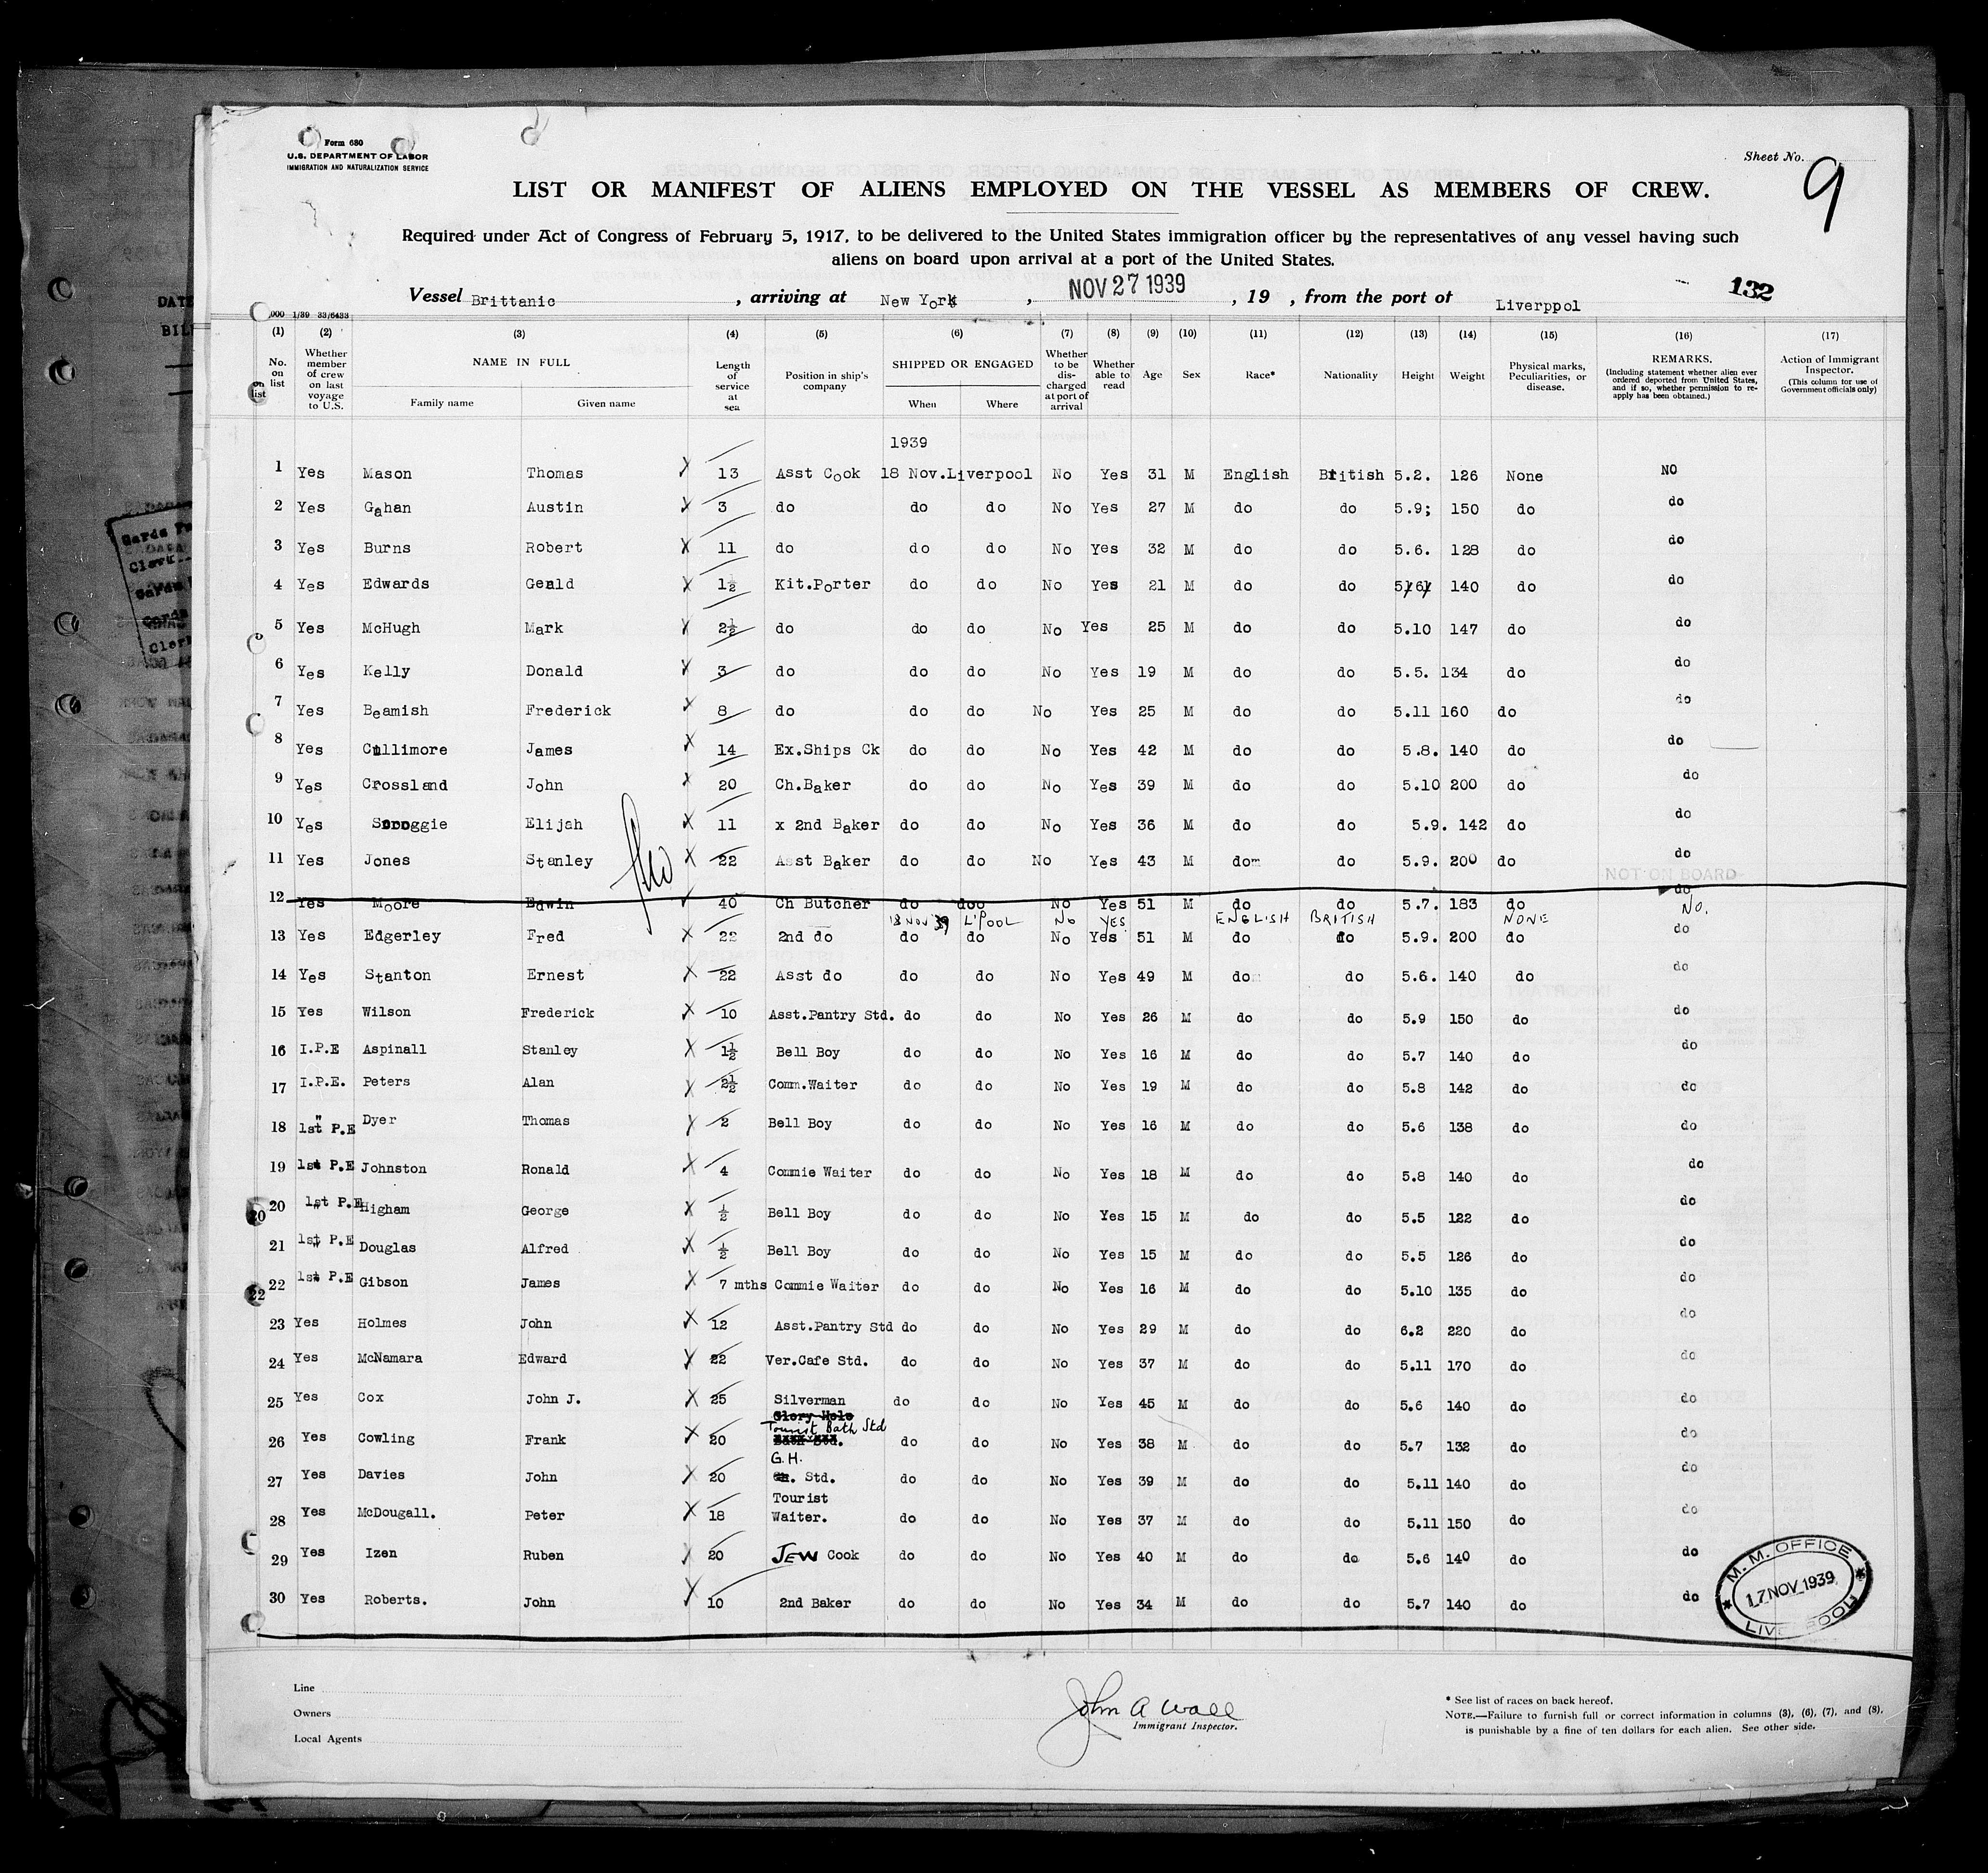 Form 680
U.S. DEPARTMENT OF LABOR
IMMIGRATION AND NATURALIZATION SERVICE
Sheet No.
9
LIST OR MANIFEST OF ALIENS EMPLOYED ON THE VESSEL AS MEMBERS OF CREW.
Required under Act of Congress of February 5, 1917, to be delivered to the United States immigration officer by the representatives of any vessel having such
aliens on board upon arrival at a port of the United States.
Vessel Brittanic , arriving at New York , NOV 27 1939 , 19 , from the port of Liverppol
132
(1) (2) (3) (4) (5) (6) (7) (8) (9) (10) (11) (12) (13) (14) (15) (16) (17)
No. on list
Whether member of crew on last voyage to U.S.
NAME IN FULL
Family name Given name
Length of service at sea
Position in ship's company
SHIPPED OR ENGAGED
When Where
Whether to be discharged at port of arrival
Whether able to read
Age Sex Race* Nationality Height Weight
Physical marks, Peculiarities, or disease.
REMARKS.
(Including statement whether alien ever ordered deported from United States, and if so, whether permission to reapply has been obtained.)
Action of Immigrant Inspector.
(This column for use of Government officials only)
1939
1 Yes Mason Thomas 13 Asst Cook 18 Nov. Liverpool No Yes 31 M English British 5.2. 126 None NO
2 Yes Gahan Austin 3 do do do No Yes 27 M do do 5.9; 150 do do
3 Yes Burns Robert 11 do do do No Yes 32 M do do 5.6. 128 do do
4 Yes Edwards Geald 1½ Kit.Porter do do No Yes 21 M do do 5/6/ 140 do do
5 Yes McHugh Mark 2½ do do do No Yes 25 M do do 5.10 147 do do
6 Yes Kelly Donald 3 do do do No Yes 19 M do do 5.5. 134 do do
7 Yes Beamish Frederick 8 do do do No Yes 25 M do do 5.11 160 do do
8 Yes Cullimore James 14 Ex.Ships Ck do do No Yes 42 M do do 5.8. 140 do do
9 Yes Crossland John 20 Ch.Baker do do No Yes 39 M do do 5.10 200 do do
10 Yes Scroggie Elijah 11 x 2nd Baker do do No Yes 36 M do do 5.9. 142 do do
11 Yes Jones Stanley 22 Asst Baker do do No Yes 43 M do do 5.9. 200 do do
NOT ON BOARD
12 Yes Moore Edwin 40 Ch Butcher do doo No Yes 51 M do do 5.7. 183 do do
18 NOV 39 L'POOL No YES ENGLISH BRITISH NONE NO.
13 Yes Edgerley Fred 22 2nd do do do No Yes 51 M do do 5.9. 200 do do
14 Yes Stanton Ernest 22 Asst do do do No Yes 49 M do do 5.6. 140 do do
15 Yes Wilson Frederick 10 Asst.Pantry Std. do do No Yes 26 M do do 5.9 150 do do
16 I.P.E Aspinall Stanley 1½ Bell Boy do do No Yes 16 M do do 5.7 140 do do
17 I.P.E. Peters Alan 2½ Comm.Waiter do do No Yes 19 M do do 5.8 142 do do
18 1st P.E Dyer Thomas 2 Bell Boy do do No Yes 16 M do do 5.6 138 do do
19 1st P.E Johnston Ronald 4 Commie Waiter do do No Yes 18 M do do 5.8 140 do do
20 1st P.E Higham George ½ Bell Boy do do No Yes 15 M do do 5.5 122 do do
21 1st P.E Douglas Alfred ½ Bell Boy do do No Yes 15 M do do 5.5 126 do do
22 1st P.E Gibson James 7 mths Commie Waiter do do No Yes 16 M do do 5.10 135 do do
23 Yes Holmes John 12 Asst.Pantry Std do do No Yes 29 M do do 6.2 220 do do
24 Yes McNamara Edward 22 Ver.Cafe Std. do do No Yes 37 M do do 5.11 170 do do
25 Yes Cox John J. 25 Silverman do do No Yes 45 M do do 5.6 140 do do
Glory Hole
Tourist Bath Std
26 Yes Cowling Frank 20 Bath Std. do do No Yes 38 M do do 5.7 132 do do
G.H.
27 Yes Davies John 20 Std. do do No Yes 39 M do do 5.11 140 do do
Tourist
28 Yes McDougall. Peter 18 Waiter. do do No Yes 37 M do do 5.11 150 do do
29 Yes Izen Ruben 20 JEW Cook do do No Yes 40 M do do 5.6 140 do do
30 Yes Roberts. John 10 2nd Baker do do No Yes 34 M do do 5.7 140 do do
M. M. OFFICE
17 NOV 1939
LIVERPOOL
Line
Owners
Local Agents
John A Wall
Immigrant Inspector.
* See list of races on back hereof.
NOTE.—Failure to furnish full or correct information in columns (3), (6), (7), and (8),
is punishable by a fine of ten dollars for each alien. See other side.